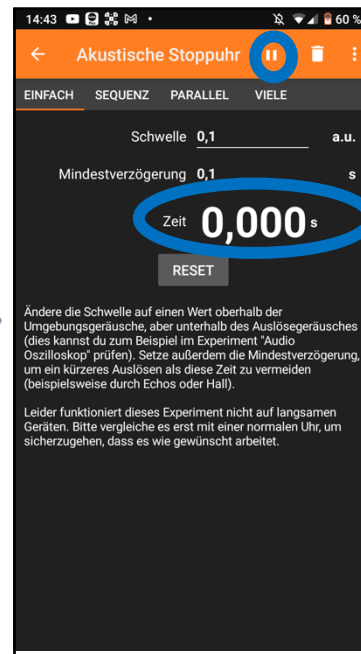 14:43 60 %
Akustische Stoppuhr
EINFACH SEQUENZ PARALLEL VIELE
Schwelle 0,1 a.u.
Mindestverzögerung 0,1 s
Zeit 0,000 s
RESET
Ändere die Schwelle auf einen Wert oberhalb der
Umgebungsgeräusche, aber unterhalb des Auslösegeräusches
(dies kannst du zum Beispiel im Experiment "Audio
Oszilloskop" prüfen). Setze außerdem die Mindestverzögerung,
um ein kürzeres Auslösen als diese Zeit zu vermeiden
(beispielsweise durch Echos oder Hall).
Leider funktioniert dieses Experiment nicht auf langsamen
Geräten. Bitte vergleiche es erst mit einer normalen Uhr, um
sicherzugehen, dass es wie gewünscht arbeitet.